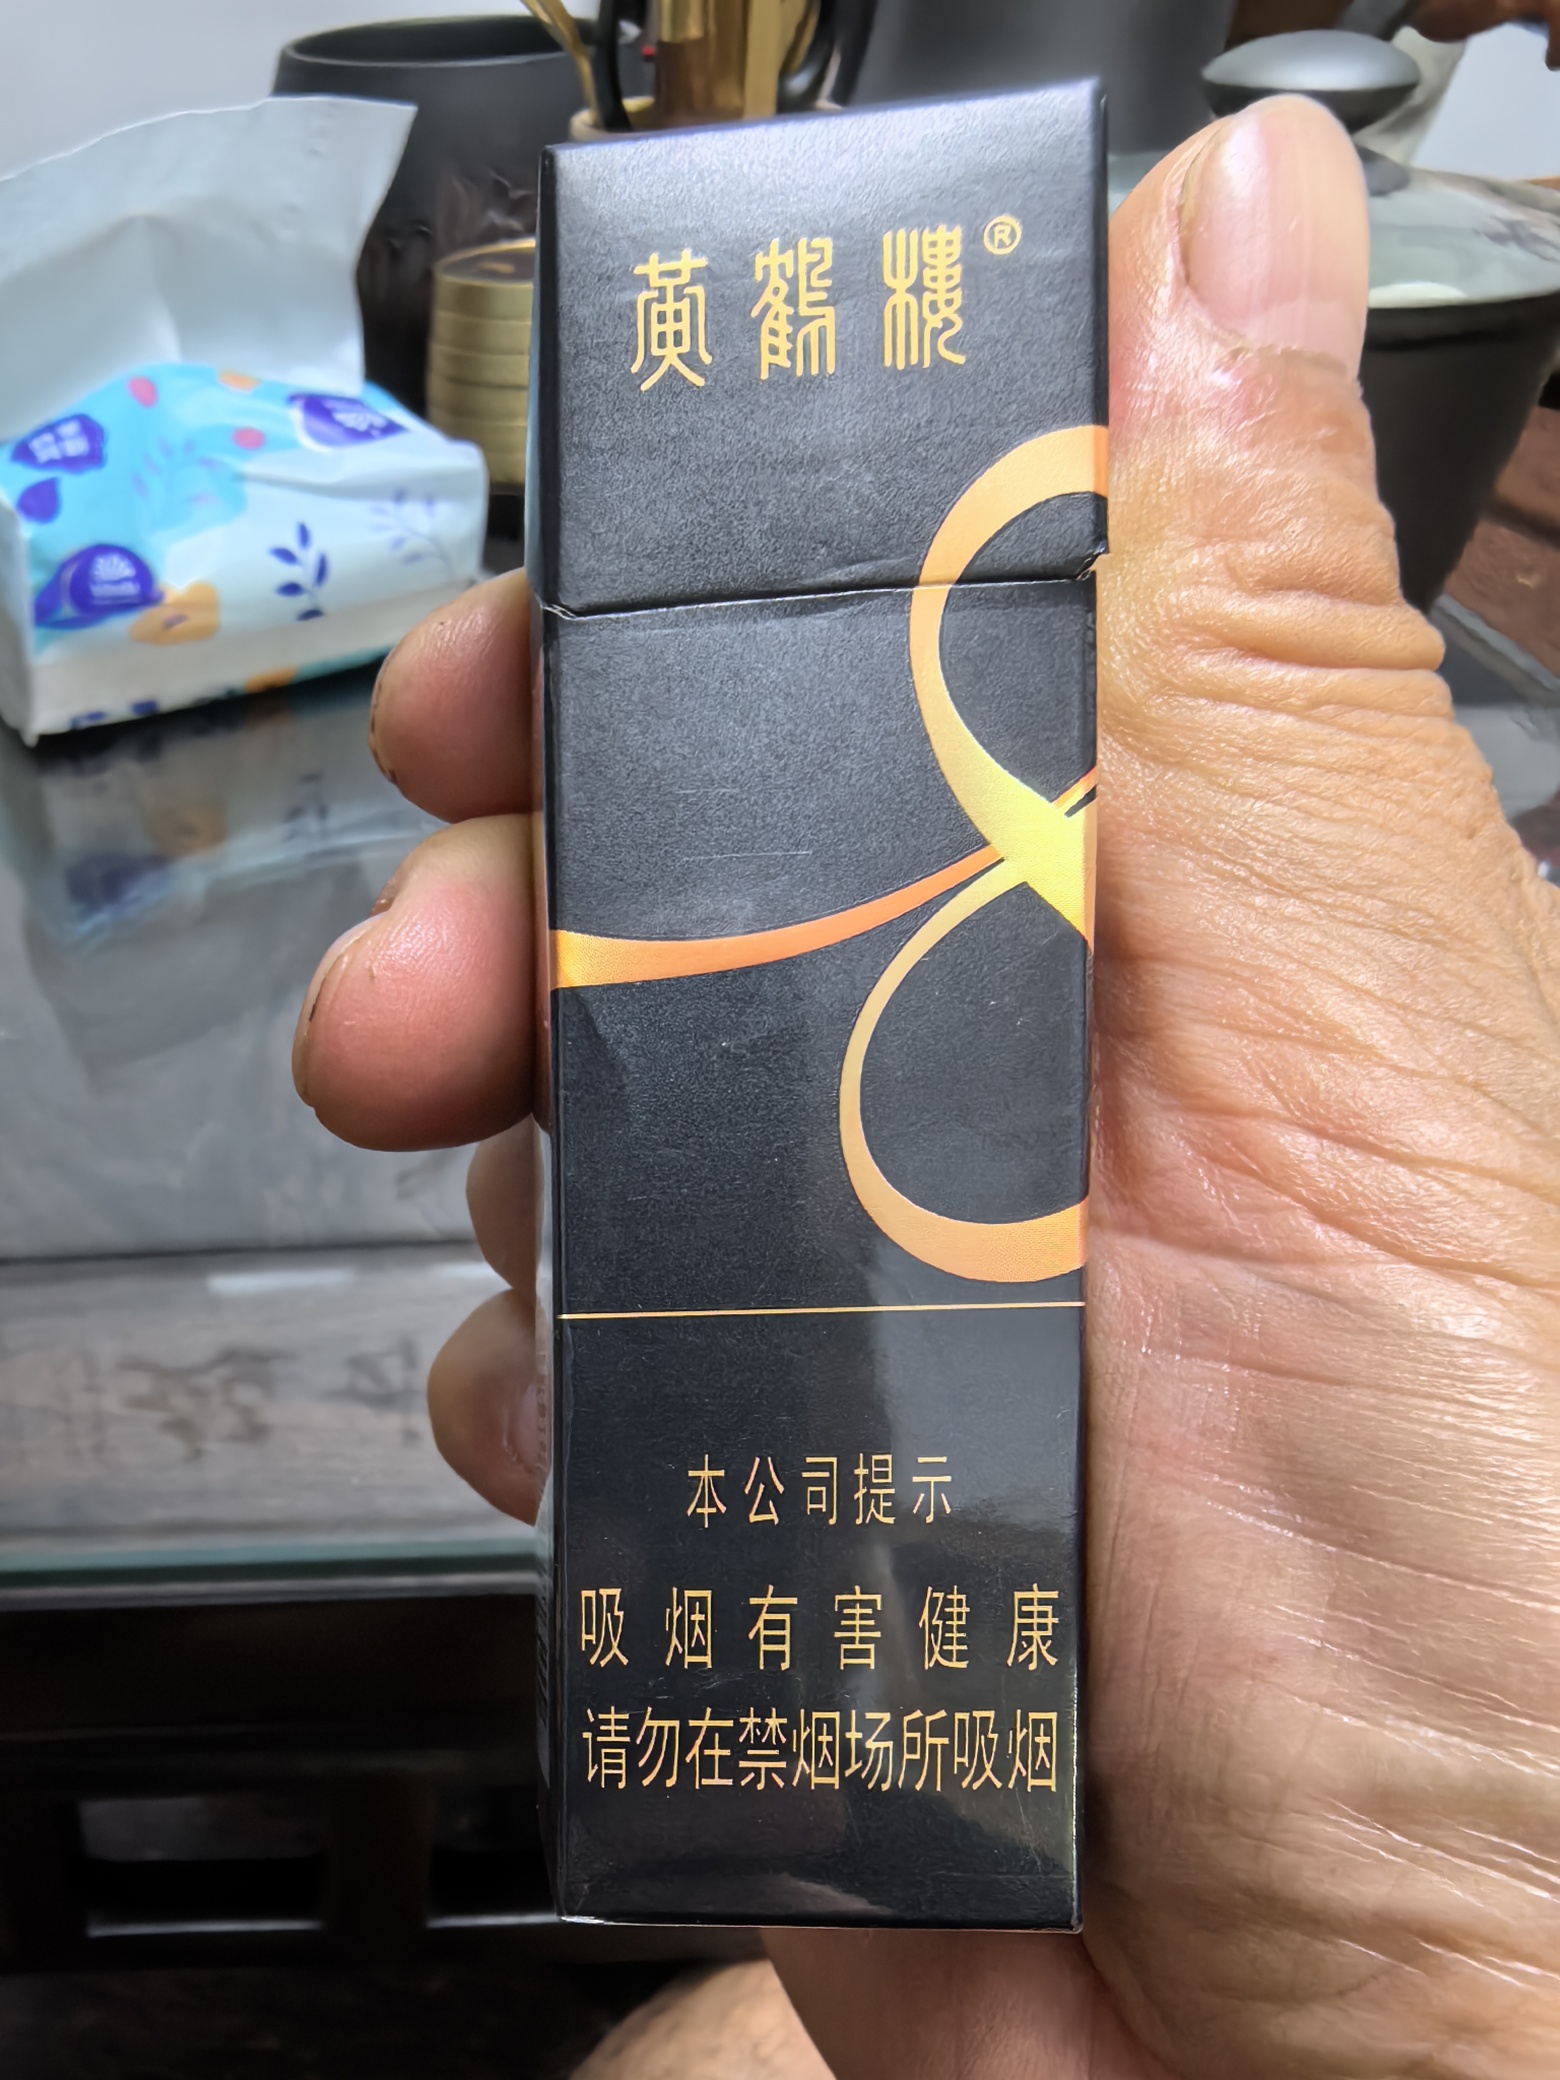 黄鹤楼®
本公司提示
吸烟有害健康
请勿在禁烟场所吸烟